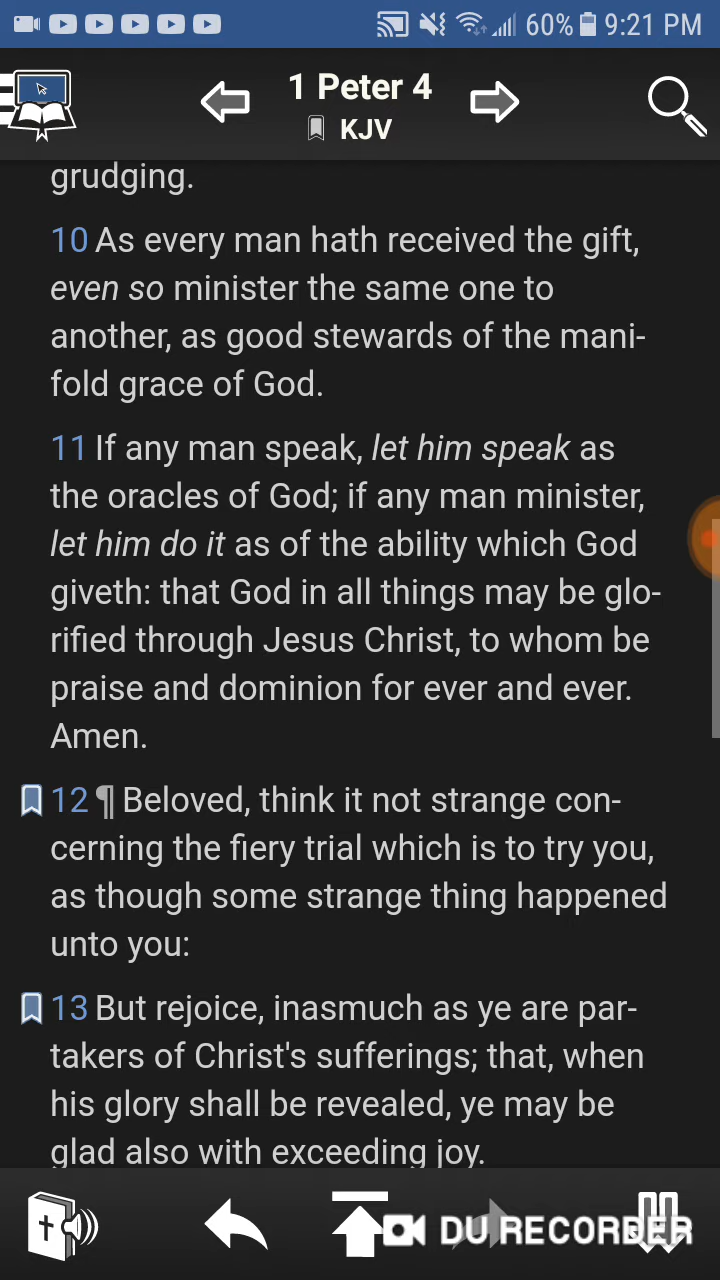 60% 9:21 PM
1 Peter 4
KJV
grudging.
10 As every man hath received the gift,
even so minister the same one to
another, as good stewards of the mani-
fold grace of God.
11 If any man speak, let him speak as
the oracles of God; if any man minister,
let him do it as of the ability which God
giveth: that God in all things may be glo-
rified through Jesus Christ, to whom be
praise and dominion for ever and ever.
Amen.
12 ¶ Beloved, think it not strange con-
cerning the fiery trial which is to try you,
as though some strange thing happened
unto you:
13 But rejoice, inasmuch as ye are par-
takers of Christ's sufferings; that, when
his glory shall be revealed, ye may be
glad also with exceeding joy.
DU RECORDER